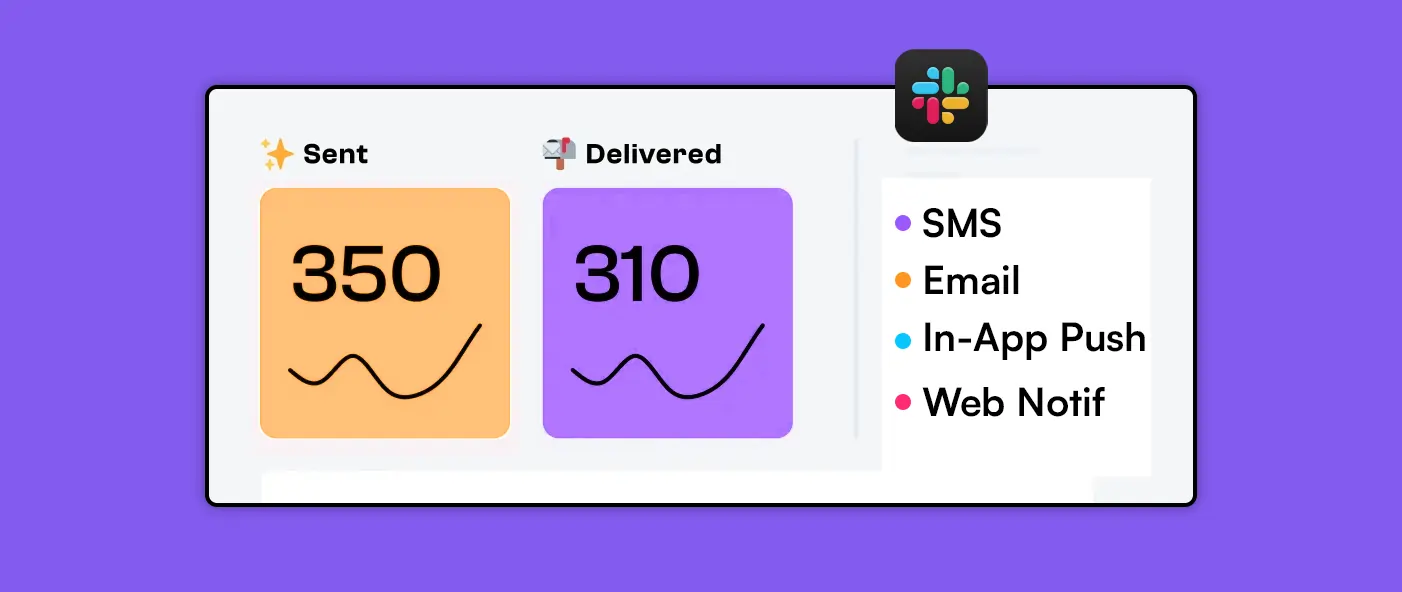 Sent
Delivered
350
310
SMS
Email
In-App Push
Web Notif